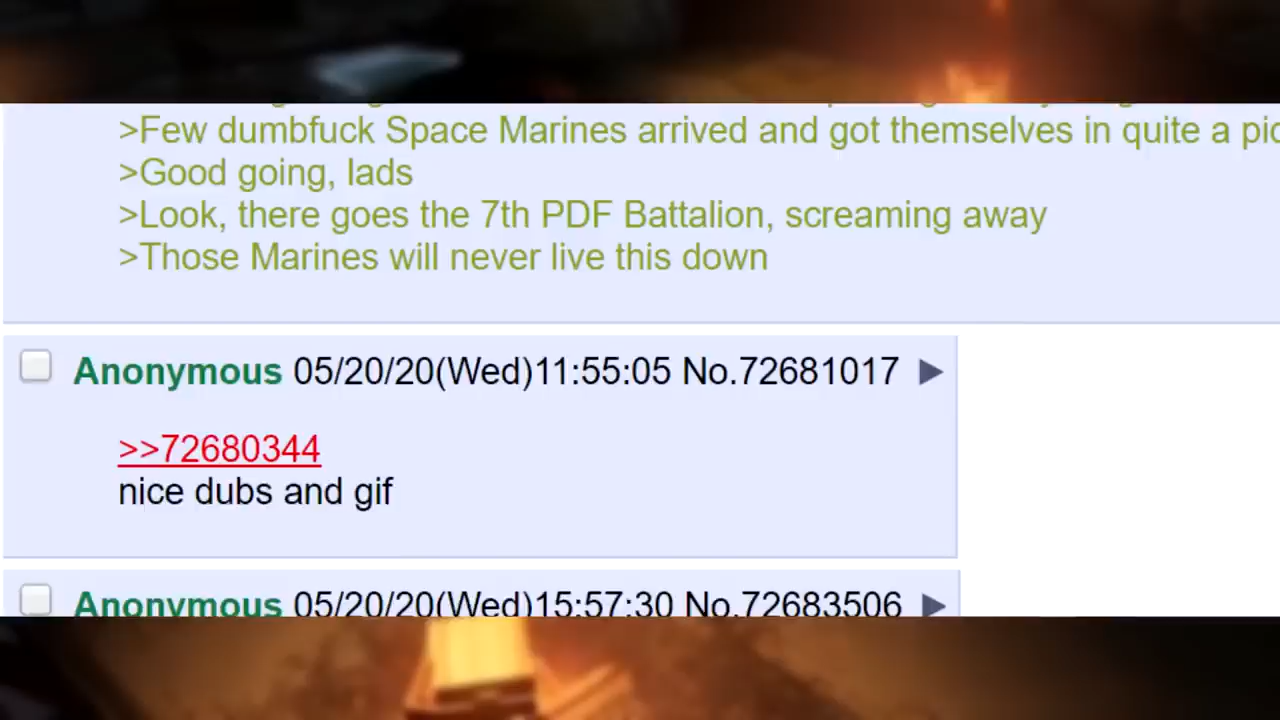 >Few dumbfuck Space Marines arrived and got themselves in quite a
>Good going, lads
>Look, there goes the 7th PDF Battalion, screaming away
>Those Marines will never live this down
Anonymous 05/20/20(Wed)11:55:05 No.72681017 ▶
>>72680344
nice dubs and gif
Anonymous 05/20/20(Wed)15:57:30 No.72683506 ▶